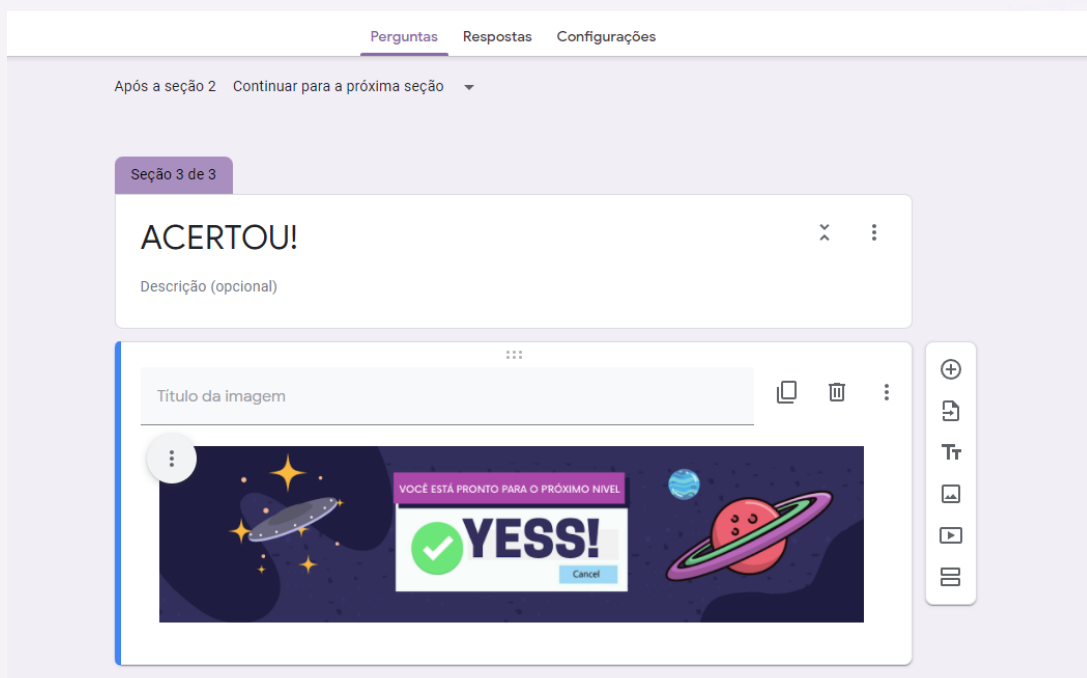 Perguntas Respostas Configurações
Após a seção 2 Continuar para a próxima seção
Seção 3 de 3
ACERTOU!
Descrição (opcional)
Título da imagem
VOCÊ ESTÁ PRONTO PARA O PRÓXIMO NIVEL
YESS!
Cancel
Tт